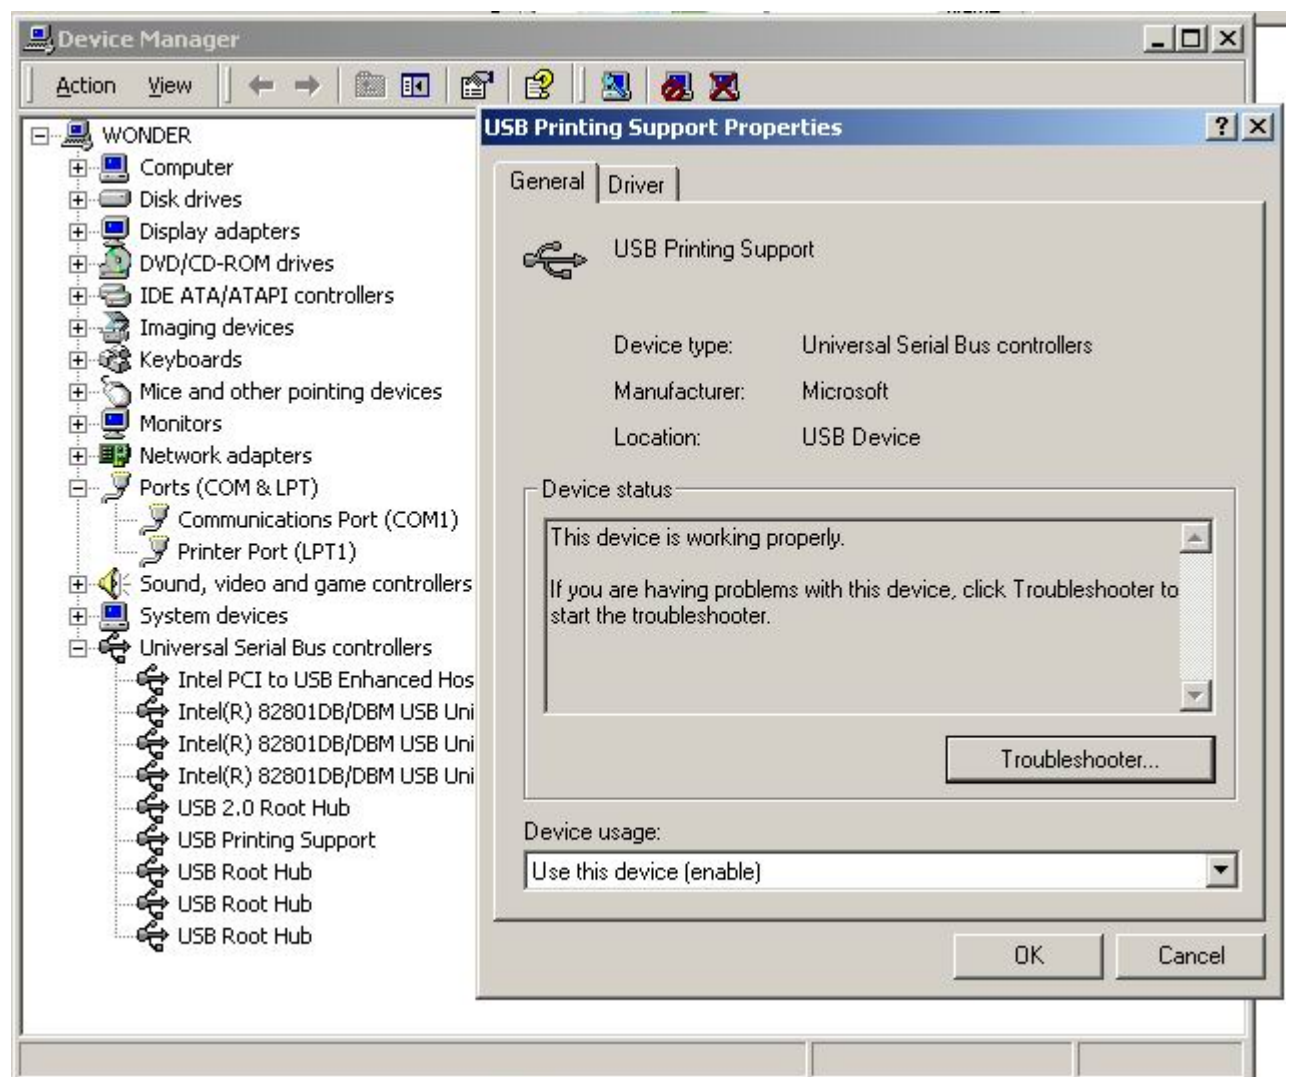 Device Manager
Action View
WONDER
Computer
Disk drives
Display adapters
DVD/CD-ROM drives
IDE ATA/ATAPI controllers
Imaging devices
Keyboards
Mice and other pointing devices
Monitors
Network adapters
Ports (COM & LPT)
Communications Port (COM1)
Printer Port (LPT1)
Sound, video and game controllers
System devices
Universal Serial Bus controllers
Intel PCI to USB Enhanced Hos
Intel(R) 82801DB/DBM USB Uni
Intel(R) 82801DB/DBM USB Uni
Intel(R) 82801DB/DBM USB Uni
USB 2.0 Root Hub
USB Printing Support
USB Root Hub
USB Root Hub
USB Root Hub
USB Printing Support Properties
General Driver
USB Printing Support
Device type: Universal Serial Bus controllers
Manufacturer: Microsoft
Location: USB Device
Device status
This device is working properly.
If you are having problems with this device, click Troubleshooter to
start the troubleshooter.
Troubleshooter...
Device usage:
Use this device (enable)
OK Cancel